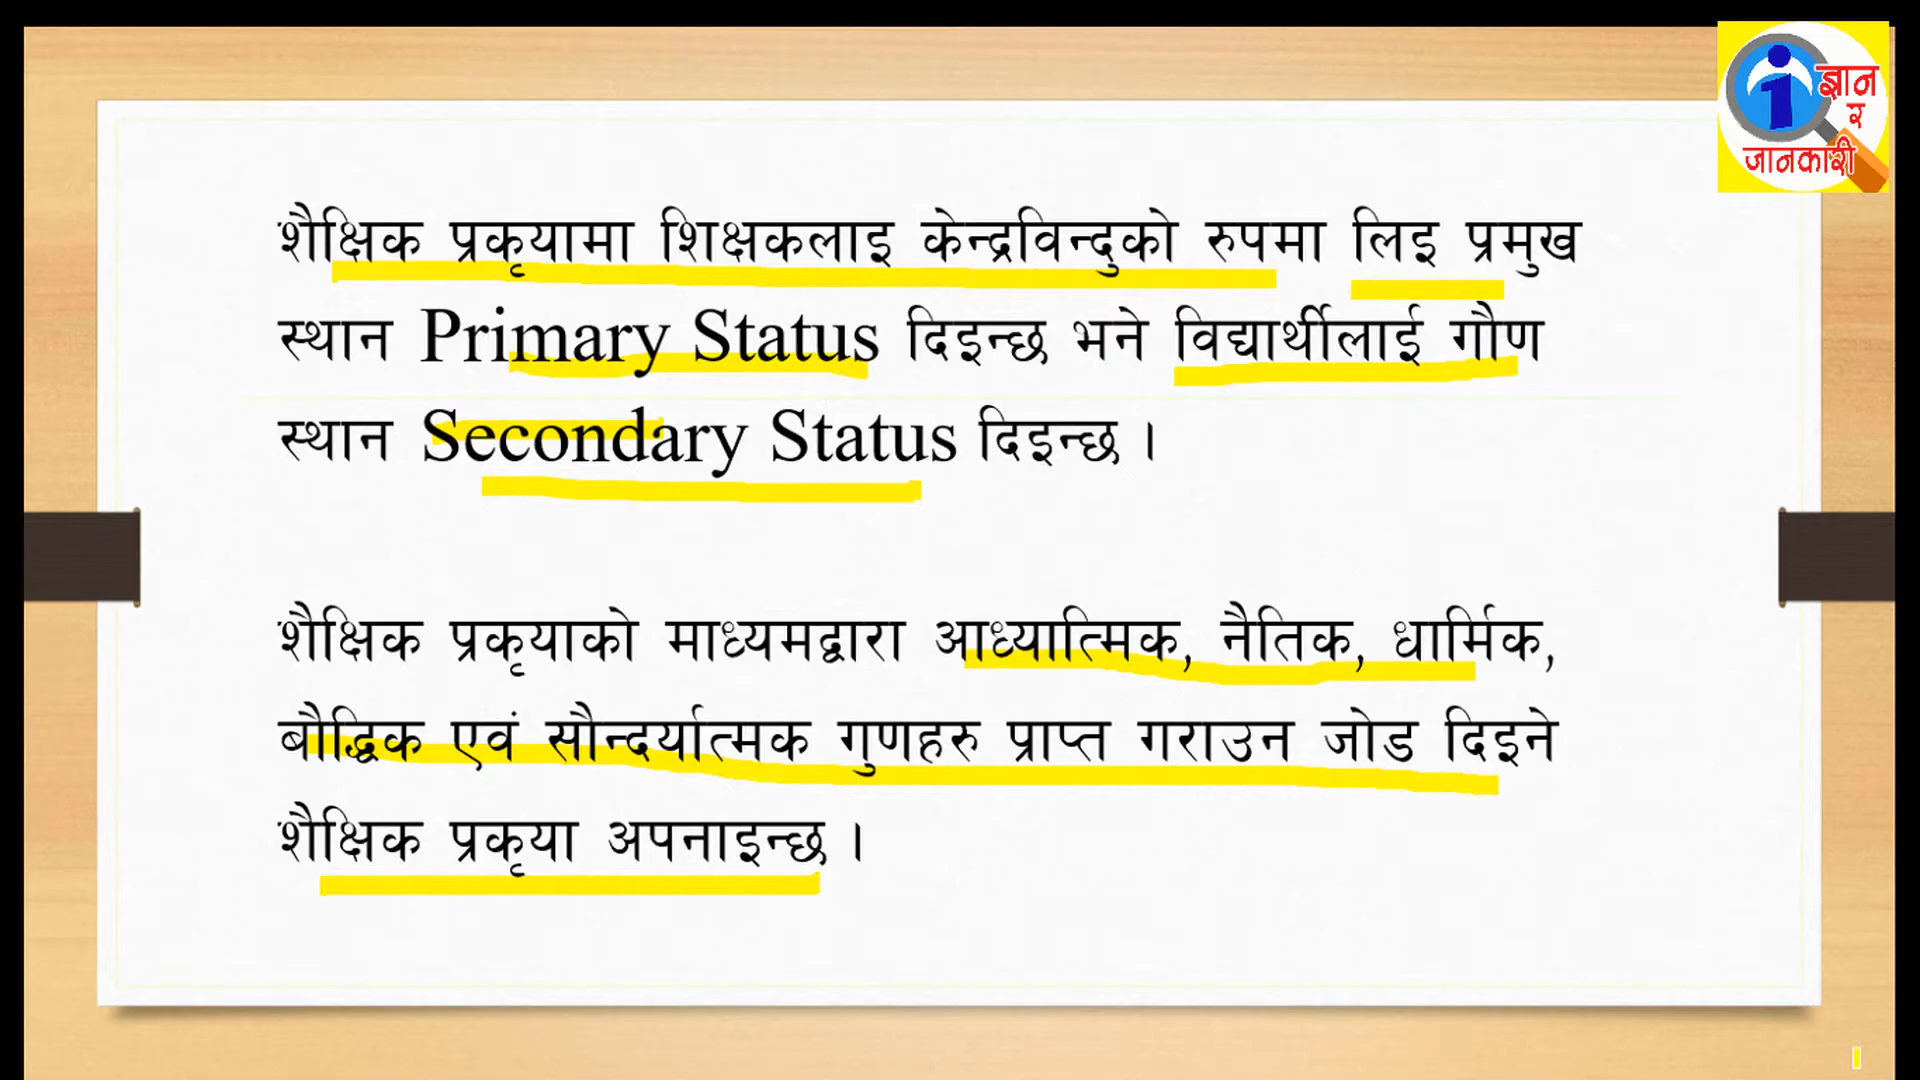 ज्ञान
र
जानकारी
शैक्षिक प्रकृयामा शिक्षकलाइ केन्द्रविन्दुको रुपमा लिइ प्रमुख
स्थान Primary Status दिइन्छ भने विद्यार्थीलाई गौण
स्थान Secondary Status दिइन्छ ।
शैक्षिक प्रकृयाको माध्यमद्वारा आध्यात्मिक, नैतिक, धार्मिक,
बौद्धिक एवं सौन्दर्यात्मक गुणहरु प्राप्त गराउन जोड दिइने
शैक्षिक प्रकृया अपनाइन्छ ।